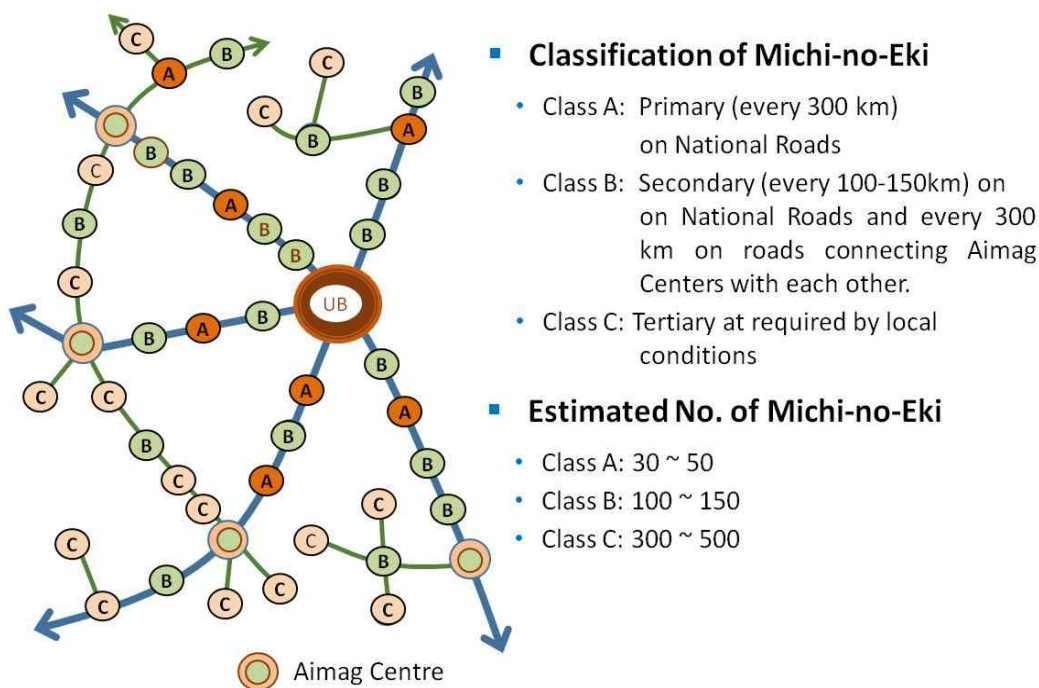 C
B
A
C
B
C
A
B
B
C
B
B
A
B
B
B
B
C
UB
B
A
B
B
A
C
C
A
B
B
B
C
A
C
C
B
C
C
B
B
C
C
C
C
Aimag Centre
Classification of Michi-no-Eki
Class A: Primary (every 300 km)
on National Roads
Class B: Secondary (every 100-150km) on
on National Roads and every 300
km on roads connecting Aimag
Centers with each other.
Class C: Tertiary at required by local
conditions
Estimated No. of Michi-no-Eki
Class A: 30 ~ 50
Class B: 100 ~ 150
Class C: 300 ~ 500